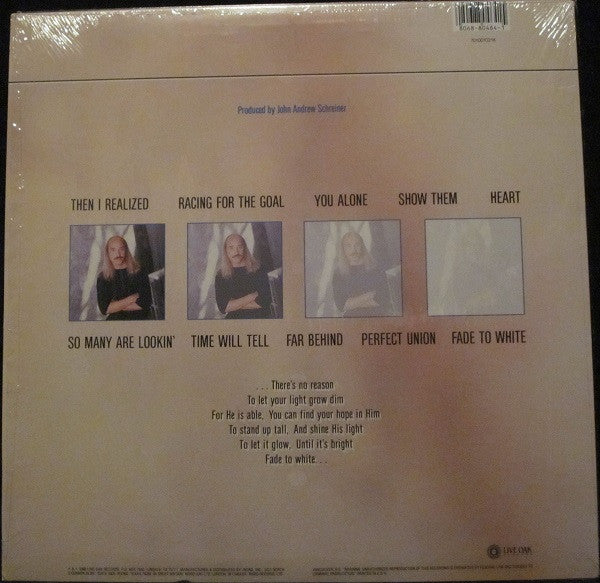 Produced by John Andrew Schreiner
THEN I REALIZED RACING FOR THE GOAL YOU ALONE SHOW THEM HEART
SO MANY ARE LOOKIN' TIME WILL TELL FAR BEHIND PERFECT UNION FADE TO WHITE
. . . There's no reason
To let your light grow dim
For He is able, You can find your hope in Him
To stand up tall, And shine His light
To let it glow, Until it's bright
Fade to white. . .
LIVE OAK